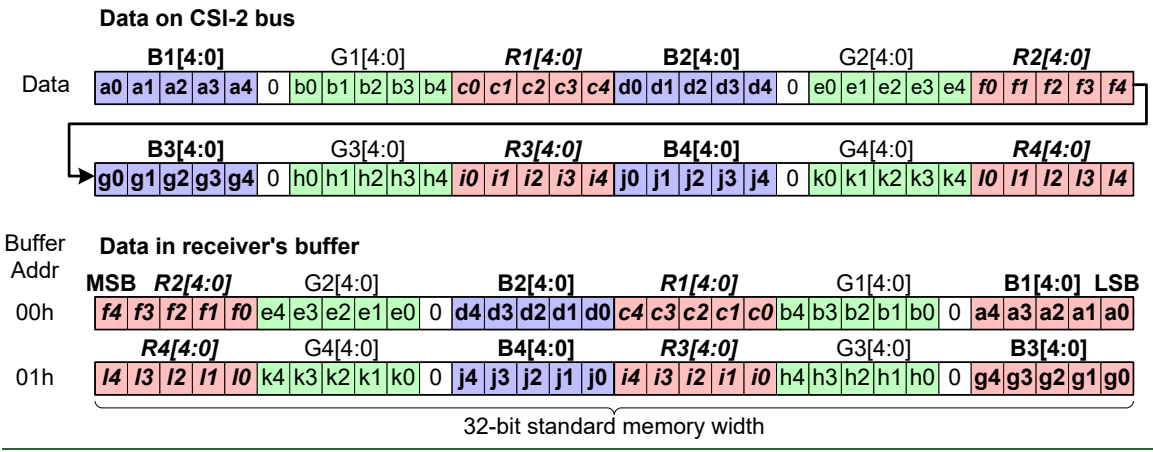 Data on CSI-2 bus
B1[4:0] G1[4:0] R1[4:0] B2[4:0] G2[4:0] R2[4:0]
Data a0 a1 a2 a3 a4 0 b0 b1 b2 b3 b4 c0 c1 c2 c3 c4 d0 d1 d2 d3 d4 0 e0 e1 e2 e3 e4 f0 f1 f2 f3 f4
B3[4:0] G3[4:0] R3[4:0] B4[4:0] G4[4:0] R4[4:0]
g0 g1 g2 g3 g4 0 h0 h1 h2 h3 h4 i0 i1 i2 i3 i4 j0 j1 j2 j3 j4 0 k0 k1 k2 k3 k4 l0 l1 l2 l3 l4
Buffer Addr
Data in receiver's buffer
MSB R2[4:0] G2[4:0] B2[4:0] R1[4:0] G1[4:0] B1[4:0] LSB
00h f4 f3 f2 f1 f0 e4 e3 e2 e1 e0 0 d4 d3 d2 d1 d0 c4 c3 c2 c1 c0 b4 b3 b2 b1 b0 0 a4 a3 a2 a1 a0
R4[4:0] G4[4:0] B4[4:0] R3[4:0] G3[4:0] B3[4:0]
01h l4 l3 l2 l1 l0 k4 k3 k2 k1 k0 0 j4 j3 j2 j1 j0 i4 i3 i2 i1 i0 h4 h3 h2 h1 h0 0 g4 g3 g2 g1 g0
32-bit standard memory width